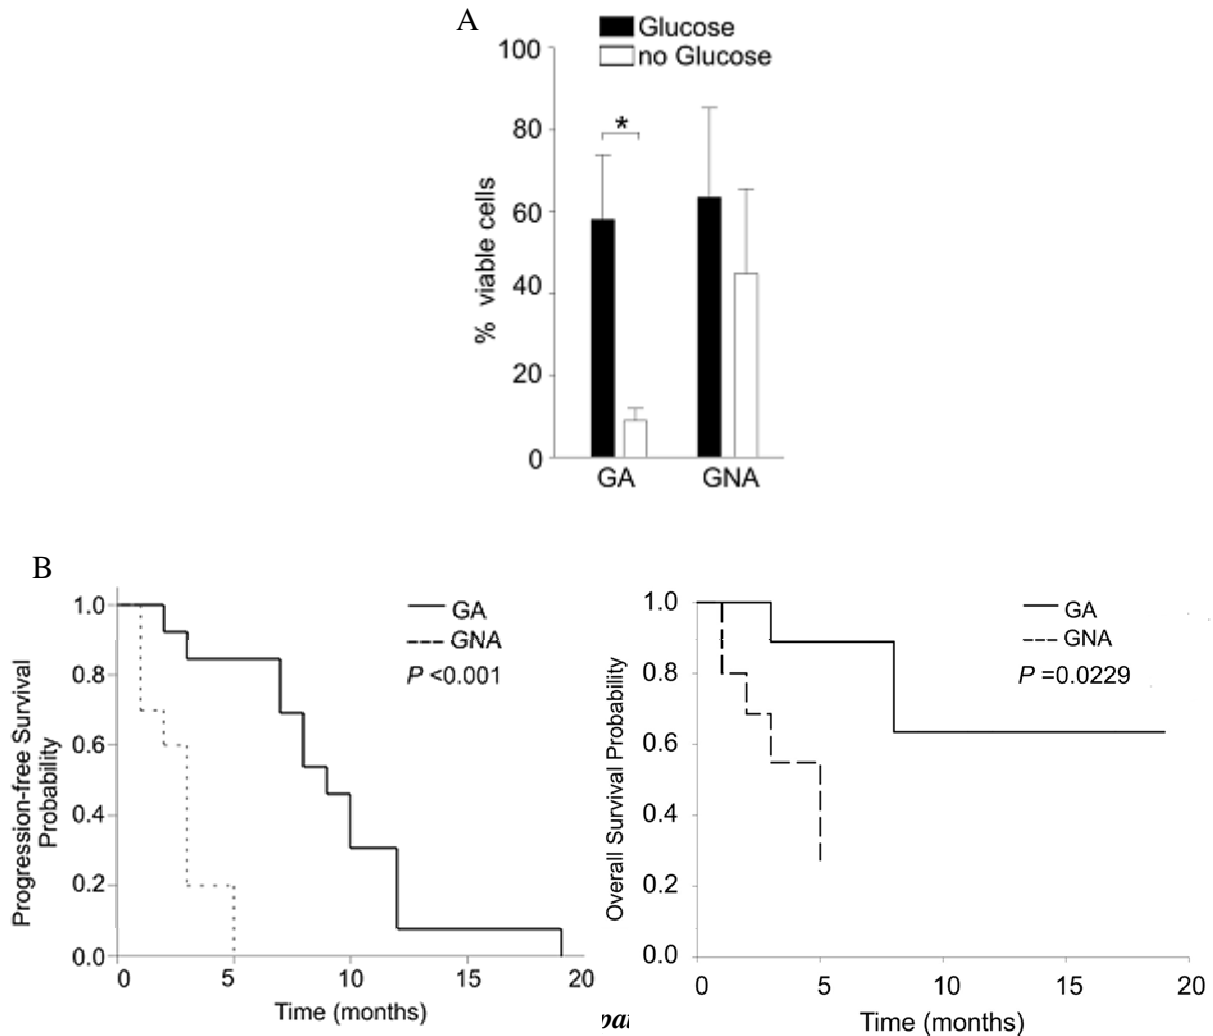 A
Glucose
no Glucose
100
80
60
40
20
0
% viable cells
*
GA
GNA
B
Progression-free Survival
Probability
1.0
0.8
0.6
0.4
0.2
0.0
GA
GNA
P <0.001
0
5
10
15
20
Time (months)
Overall Survival Probability
1.0
0.8
0.6
0.4
0.2
0.0
GA
GNA
P =0.0229
0
5
10
15
20
Time (months)